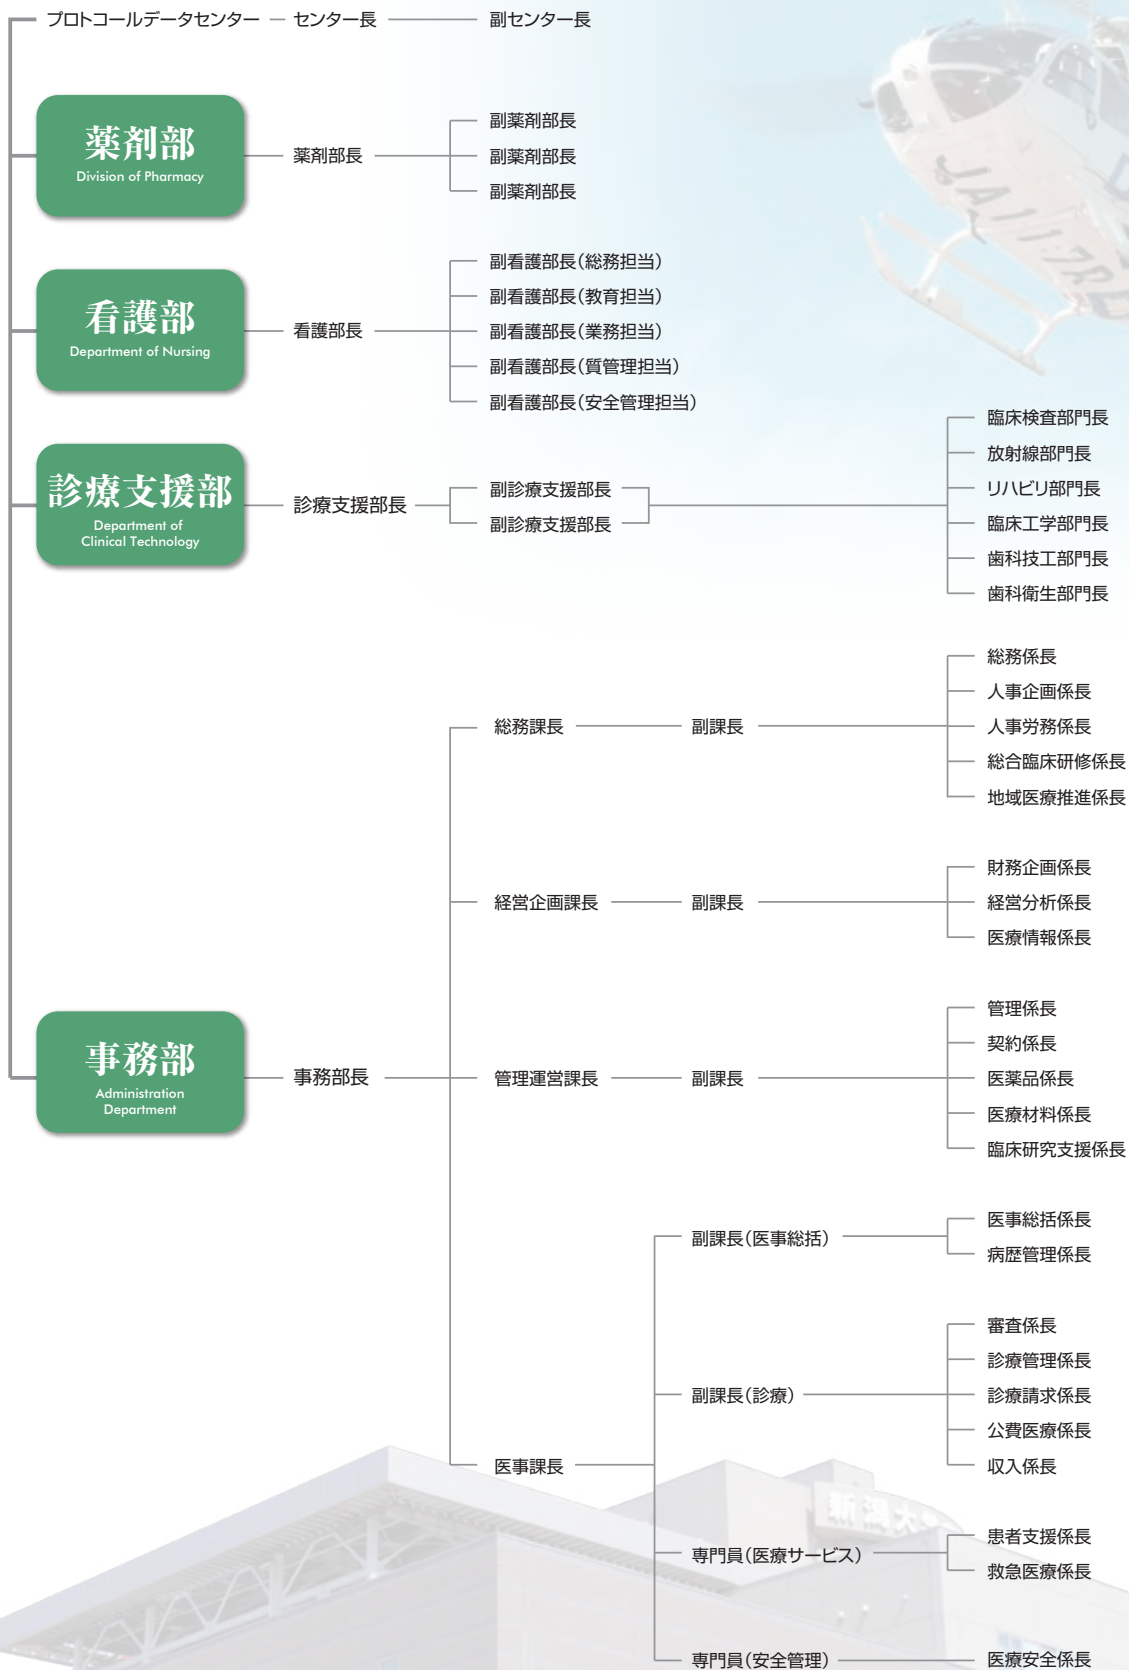 プロトコールデータセンター センター長 副センター長
薬剤部
Division of Pharmacy
薬剤部長
副薬剤部長
副薬剤部長
副薬剤部長
看護部
Department of Nursing
看護部長
副看護部長(総務担当)
副看護部長(教育担当)
副看護部長(業務担当)
副看護部長(質管理担当)
副看護部長(安全管理担当)
診療支援部
Department of
Clinical Technology
診療支援部長
副診療支援部長
副診療支援部長
臨床検査部門長
放射線部門長
リハビリ部門長
臨床工学部門長
歯科技工部門長
歯科衛生部門長
事務部
Administration
Department
事務部長
総務課長 副課長
総務係長
人事企画係長
人事労務係長
総合臨床研修係長
地域医療推進係長
経営企画課長 副課長
財務企画係長
経営分析係長
医療情報係長
管理運営課長 副課長
管理係長
契約係長
医薬品係長
医療材料係長
臨床研究支援係長
医事課長
副課長(医事総括)
医事総括係長
病歴管理係長
副課長(診療)
審査係長
診療管理係長
診療請求係長
公費医療係長
収入係長
専門員(医療サービス)
患者支援係長
救急医療係長
専門員(安全管理) 医療安全係長
JA117R
新潟大